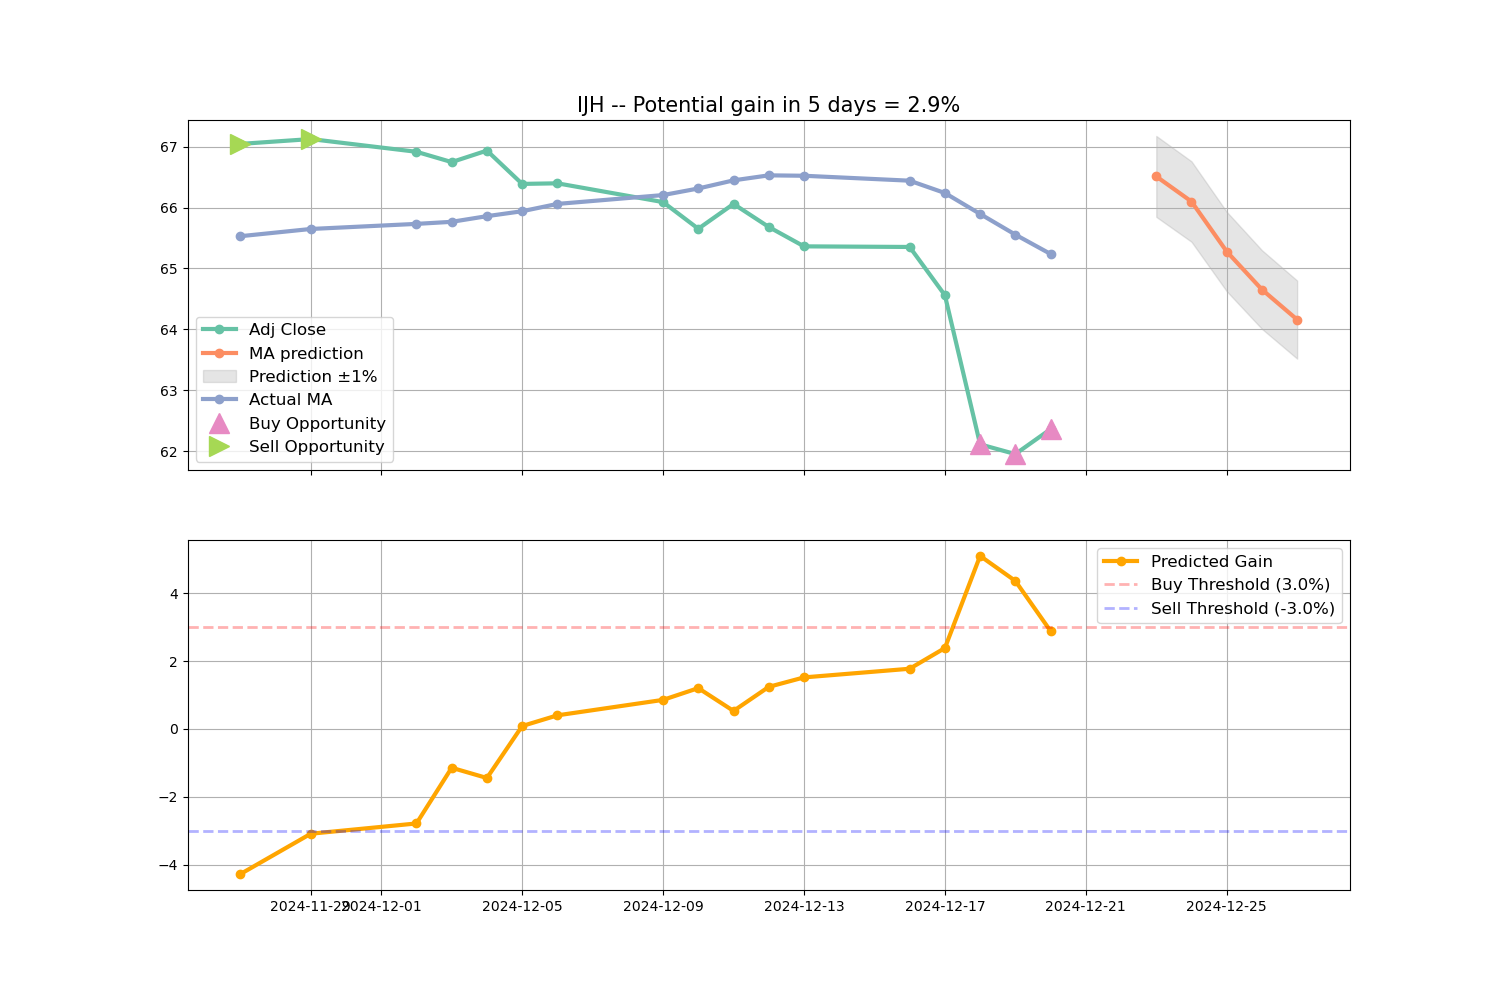 IJH -- Potential gain in 5 days = 2.9%
67
66
65
64
63
62
Adj Close
MA prediction
Prediction ±1%
Actual MA
Buy Opportunity
Sell Opportunity
4
2
0
−2
−4
Predicted Gain
Buy Threshold (3.0%)
Sell Threshold (-3.0%)
2024-11-29
2024-12-01
2024-12-05
2024-12-09
2024-12-13
2024-12-17
2024-12-21
2024-12-25